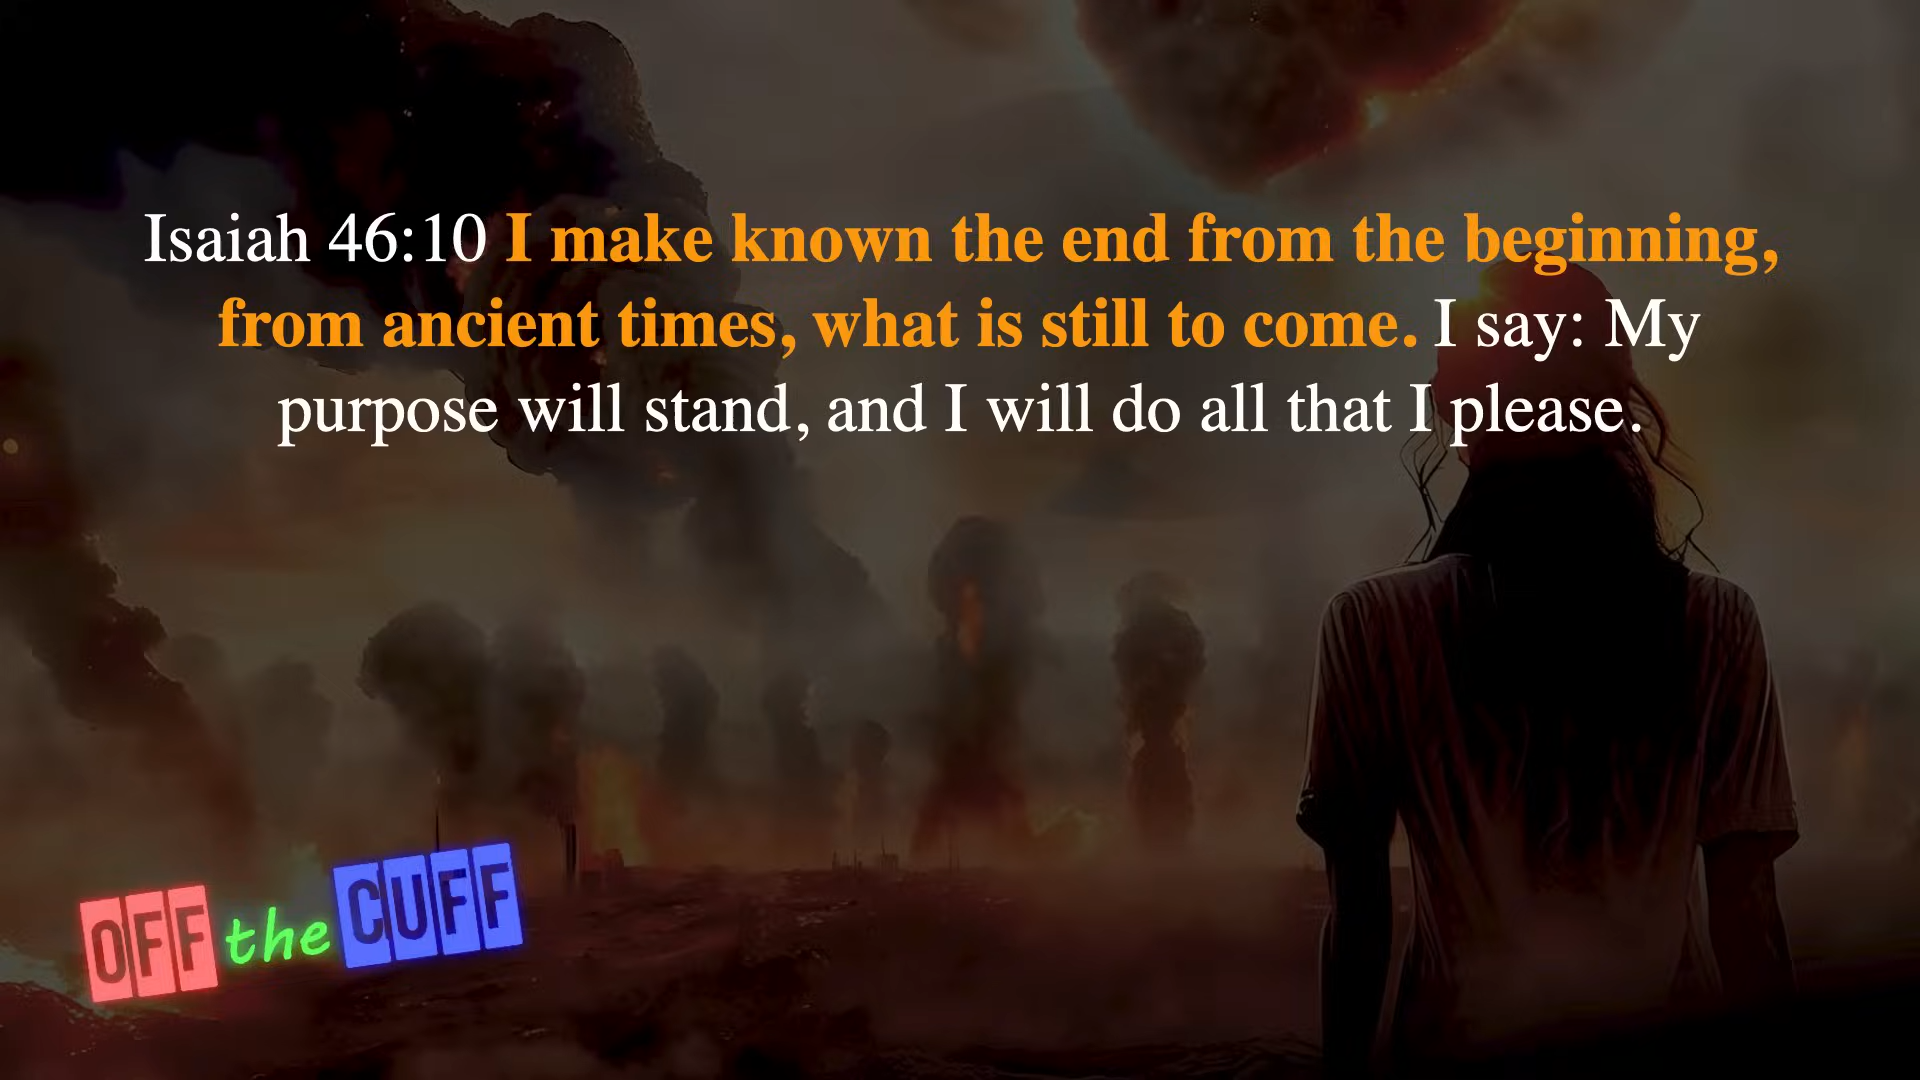 Isaiah 46:10 I make known the end from the beginning,
from ancient times, what is still to come. I say: My
purpose will stand, and I will do all that I please.
OFF the CUFF